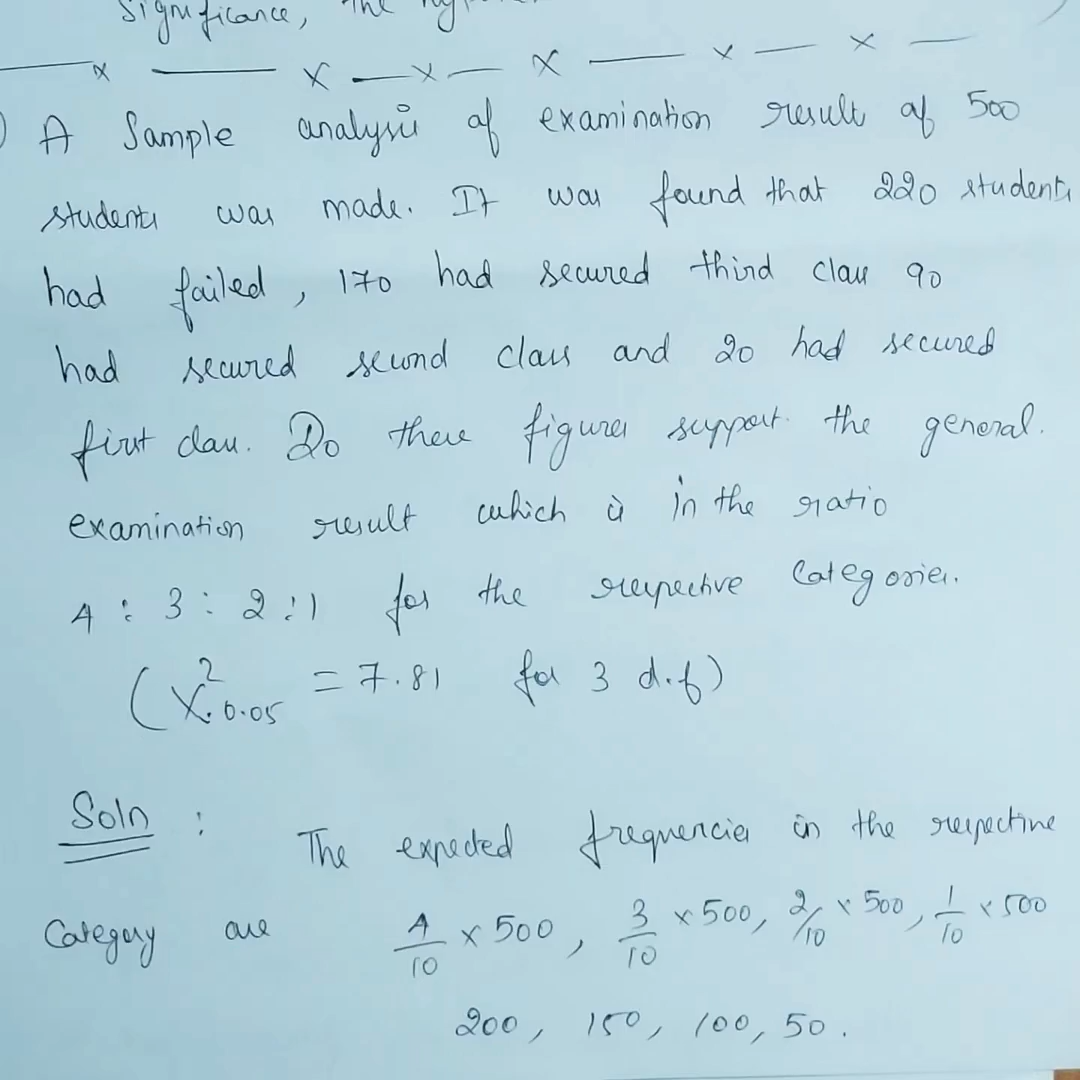 significance, the
x x x x x x
) A Sample analysis of examination result of 500
students was made. It was found that 220 students
had failed, 170 had secured third class 90
had secured second class and 20 had secured
first class. Do these figures support the general.
examination result which is in the ratio
4 : 3 : 2 : 1 for the respective Categories.
(χ²0.05 = 7.81 for 3 d.f)
Soln : The expected frequencies in the respective
Category are 4/10 × 500, 3/10 × 500, 2/10 × 500, 1/10 × 500
200, 150, 100, 50.